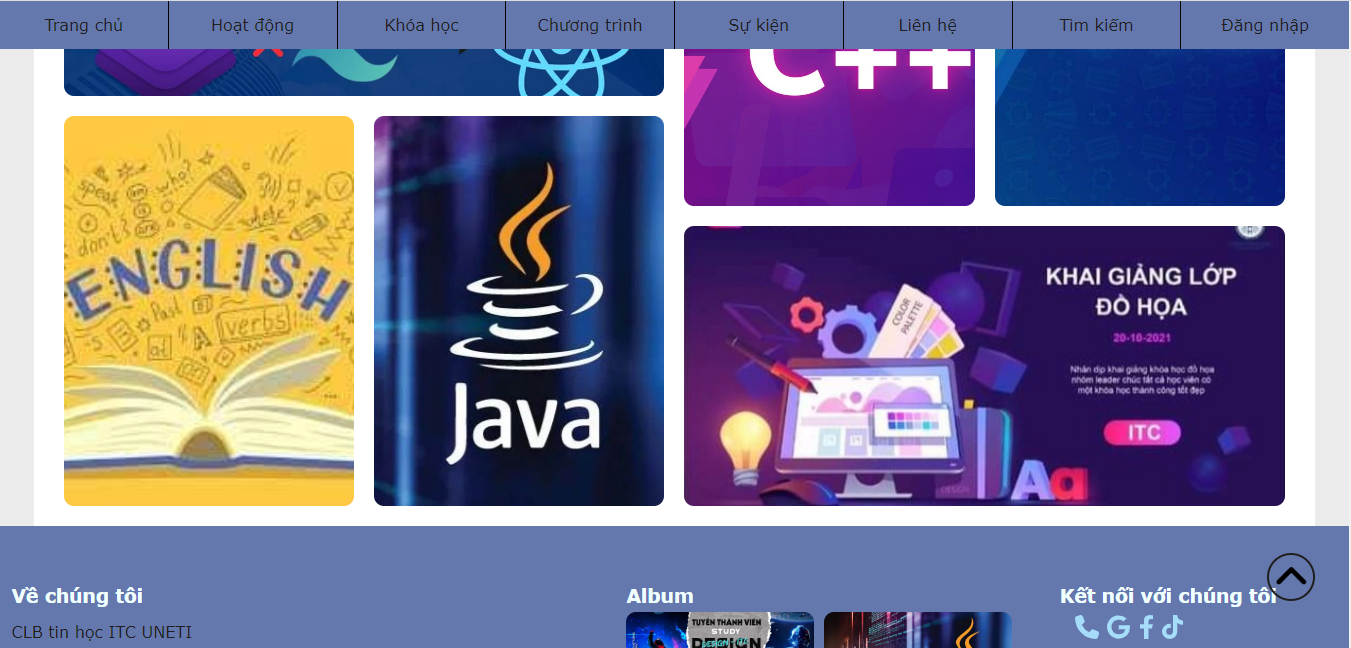 Trang chủ
Hoạt động
Khóa học
Chương trình
Sự kiện
Liên hệ
Tìm kiếm
Đăng nhập
C++
speak
who?
don't
are
where?
ENGLISH
Past
A
verbs
at
Java
COLOR
PALETTE
KHAI GIẢNG LỚP
ĐỒ HỌA
20-10-2021
Nhân dịp khai giảng khóa học đồ họa
nhóm leader chúc tất cả học viên có
một khóa học thành công tốt đẹp
ITC
DESIGN
Aa
Về chúng tôi
CLB tin học ITC UNETI
Album
TUYỂN THÀNH VIÊN
STUDY
DESIGN
Kết nối với chúng tôi